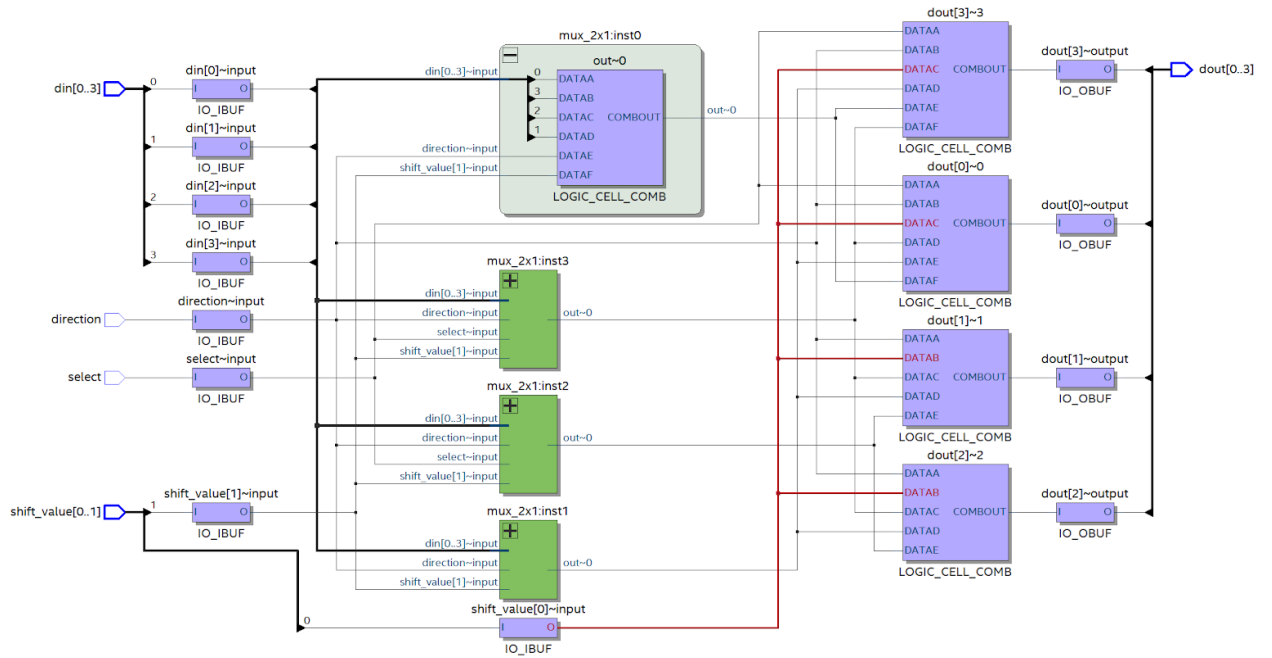 din[0..3]
0
1
2
3
din[0]~input
I
O
IO_IBUF
din[1]~input
I
O
IO_IBUF
din[2]~input
I
O
IO_IBUF
din[3]~input
I
O
IO_IBUF
direction
direction~input
I
O
IO_IBUF
select
select~input
I
O
IO_IBUF
shift_value[0..1]
1
shift_value[1]~input
I
O
IO_IBUF
0
shift_value[0]~input
I
O
IO_IBUF
mux_2x1:inst0
out~0
din[0..3]~input
0
DATAA
3
DATAB
2
DATAC
COMBOUT
1
DATAD
direction~input
DATAE
shift_value[1]~input
DATAF
LOGIC_CELL_COMB
out~0
mux_2x1:inst3
din[0..3]~input
direction~input
out~0
select~input
shift_value[1]~input
mux_2x1:inst2
din[0..3]~input
direction~input
out~0
select~input
shift_value[1]~input
mux_2x1:inst1
din[0..3]~input
direction~input
out~0
shift_value[1]~input
dout[3]~3
DATAA
DATAB
DATAC
COMBOUT
DATAD
DATAE
DATAF
LOGIC_CELL_COMB
dout[0]~0
DATAA
DATAB
DATAC
COMBOUT
DATAD
DATAE
DATAF
LOGIC_CELL_COMB
dout[1]~1
DATAA
DATAB
DATAC
COMBOUT
DATAD
DATAE
LOGIC_CELL_COMB
dout[2]~2
DATAA
DATAB
DATAC
COMBOUT
DATAD
DATAE
LOGIC_CELL_COMB
dout[3]~output
I
O
IO_OBUF
dout[0]~output
I
O
IO_OBUF
dout[1]~output
I
O
IO_OBUF
dout[2]~output
I
O
IO_OBUF
dout[0..3]